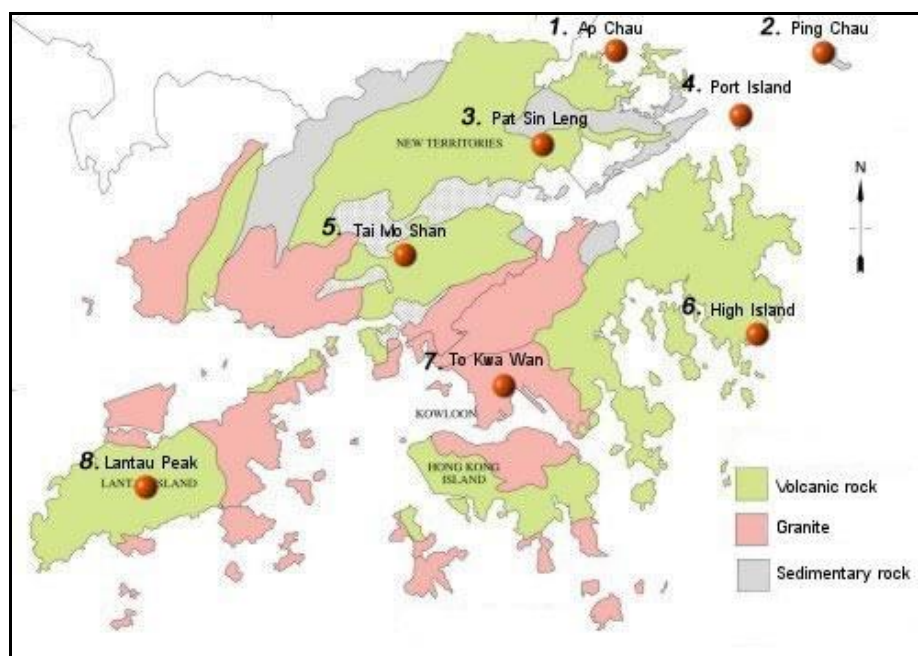 1. Ap Chau
2. Ping Chau
4. Port Island
3. Pat Sin Leng
NEW TERRITORIES
N
5. Tai Mo Shan
6. High Island
7. To Kwa Wan
KOWLOON
8. Lantau Peak
HONG KONG
ISLAND
LANT ISLAND
Volcanic rock
Granite
Sedimentary rock